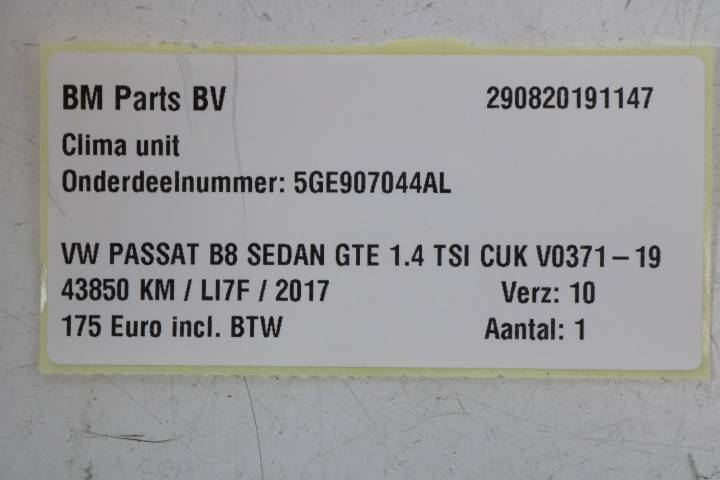 BM Parts BV 290820191147
Clima unit
Onderdeelnummer: 5GE907044AL
VW PASSAT B8 SEDAN GTE 1.4 TSI CUK V0371-19
43850 KM / LI7F / 2017 Verz: 10
175 Euro incl. BTW Aantal: 1